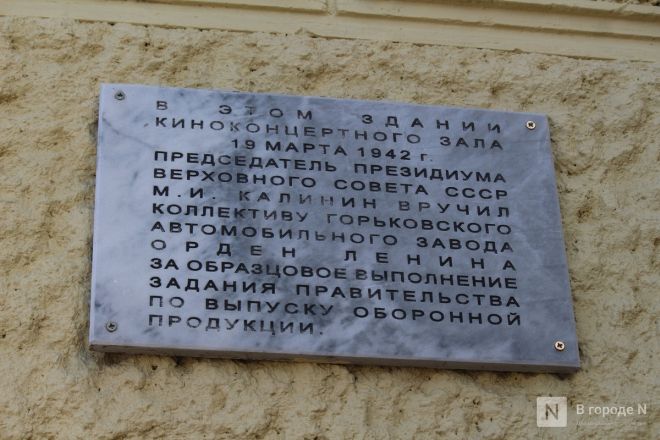 В ЭТОМ ЗДАНИИ
КИНОКОНЦЕРТНОГО ЗАЛА
19 МАРТА 1942 г.
ПРЕДСЕДАТЕЛЬ ПРЕЗИДИУМА
ВЕРХОВНОГО СОВЕТА СССР
М.И. КАЛИНИН ВРУЧИЛ
КОЛЛЕКТИВУ ГОРЬКОВСКОГО
АВТОМОБИЛЬНОГО ЗАВОДА
ОРДЕН ЛЕНИНА
ЗА ОБРАЗЦОВОЕ ВЫПОЛНЕНИЕ
ЗАДАНИЯ ПРАВИТЕЛЬСТВА
ПО ВЫПУСКУ ОБОРОННОЙ
ПРОДУКЦИИ.
N В городе N